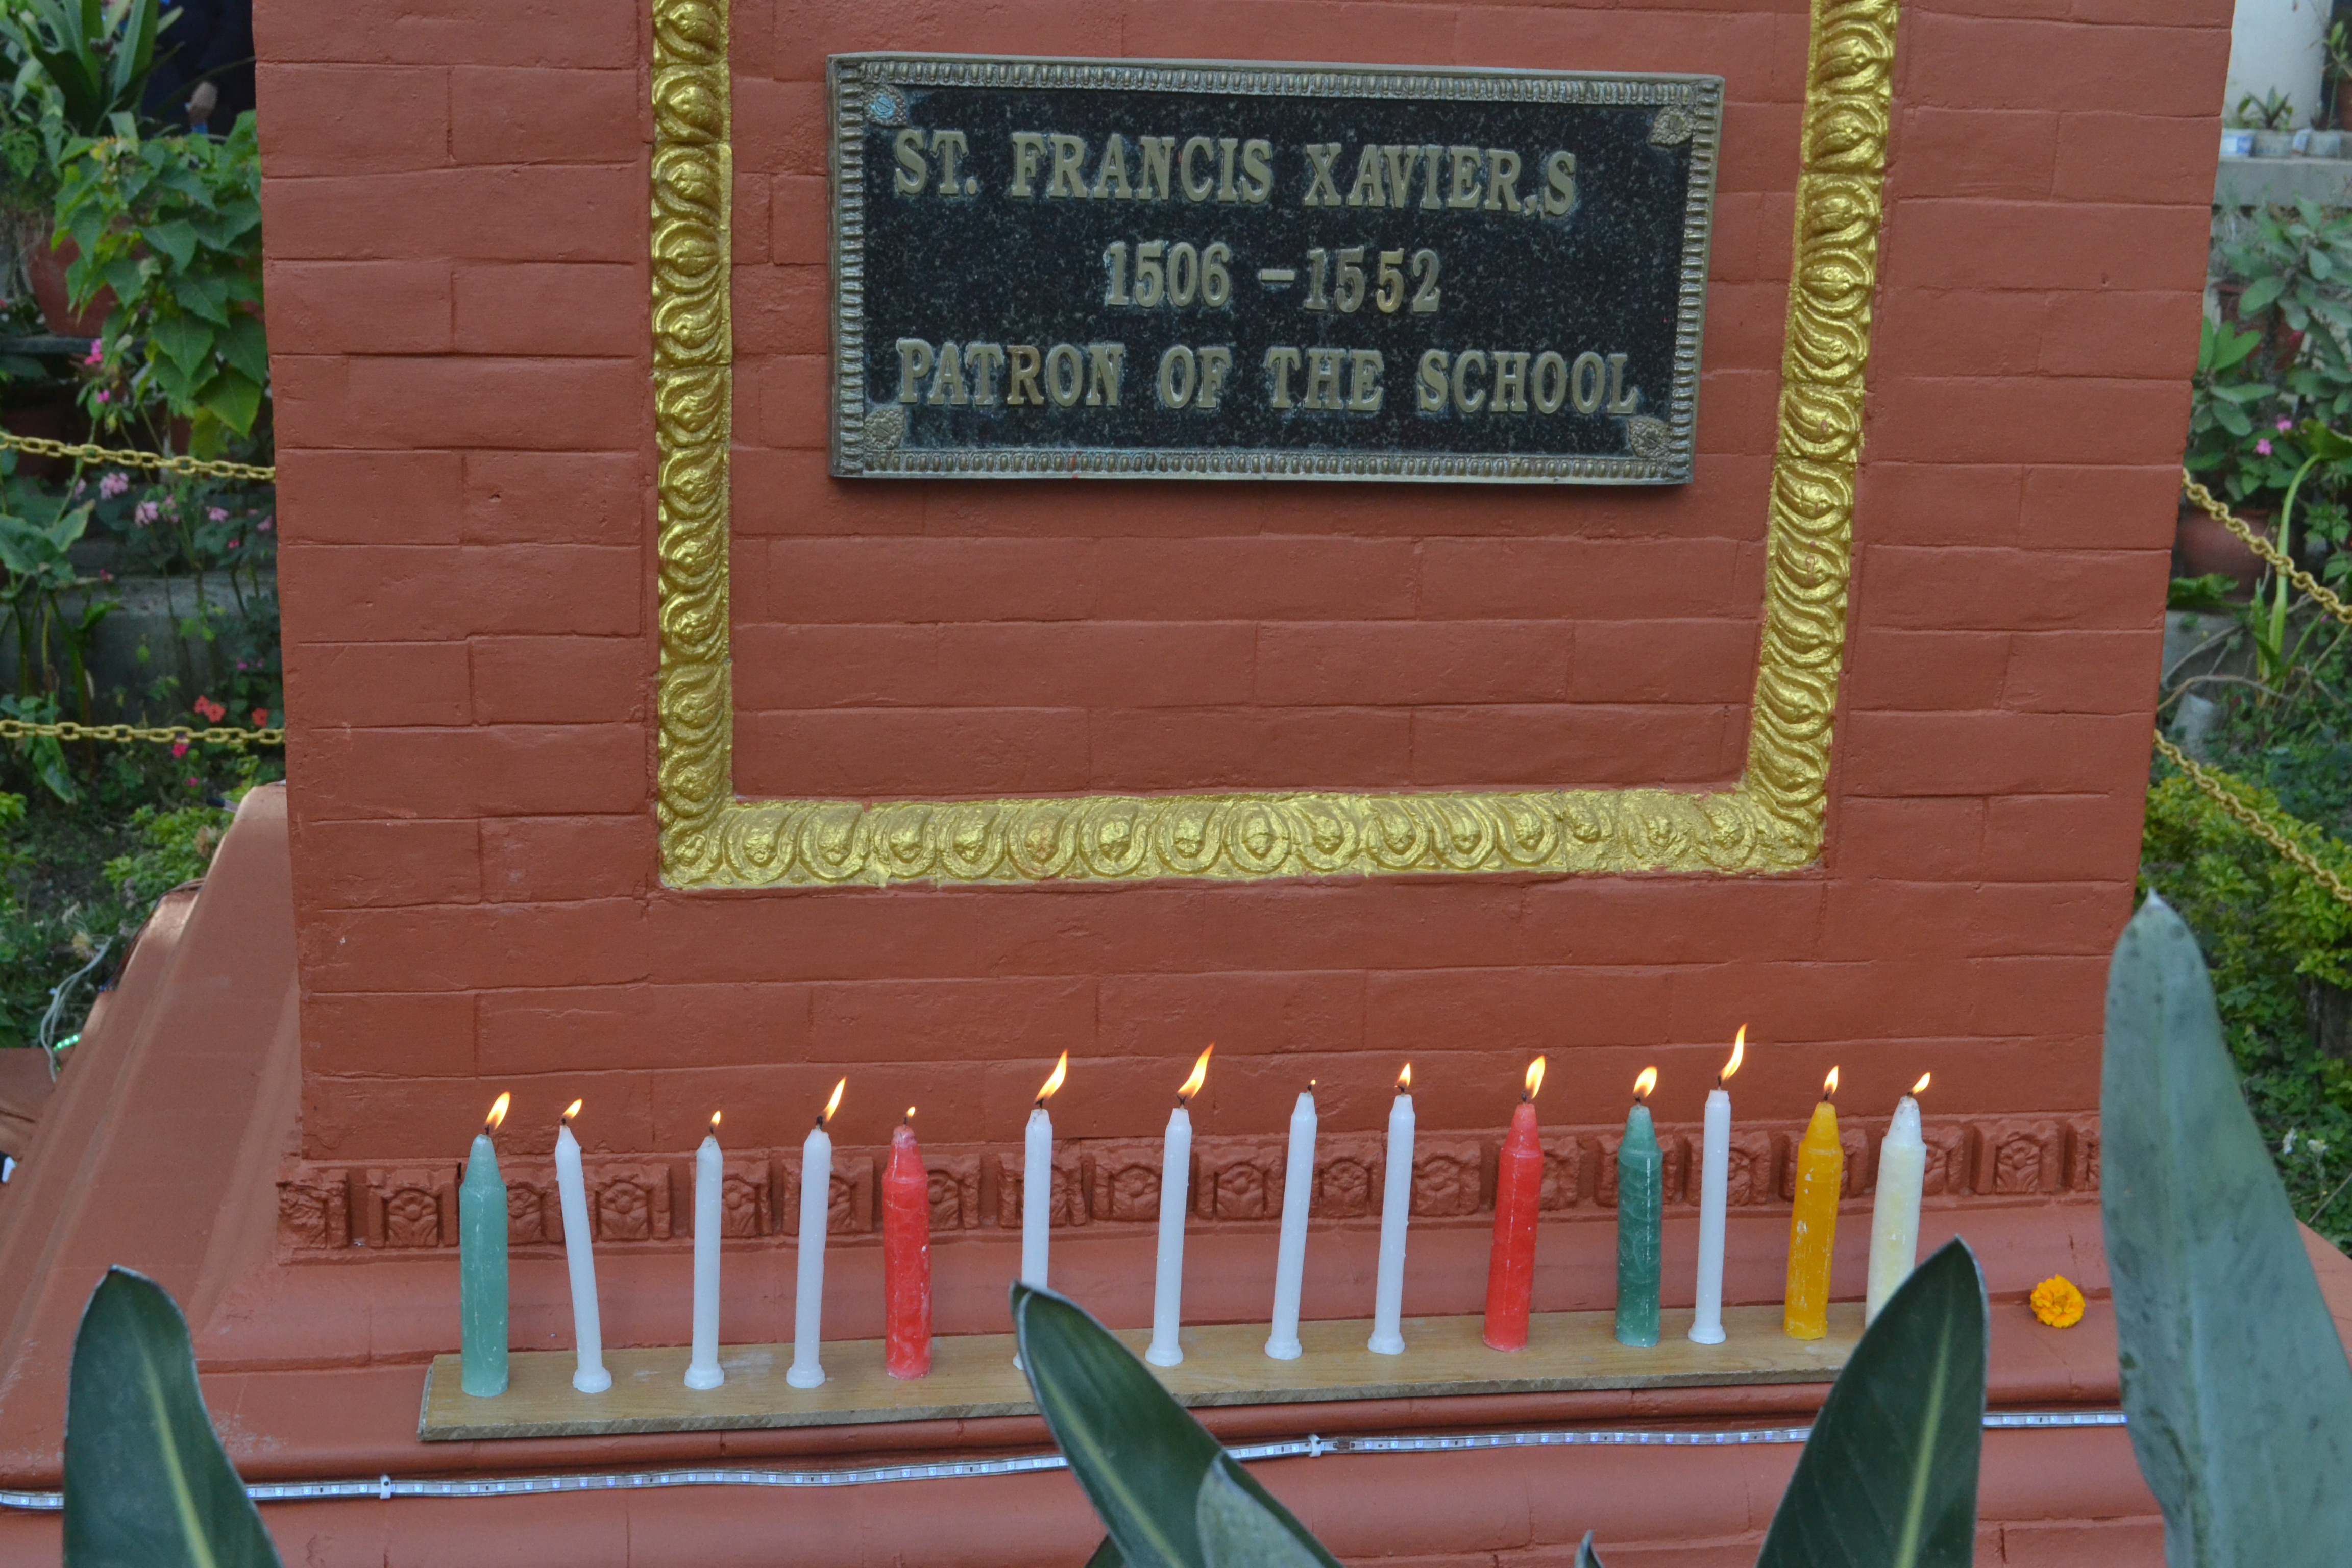 ST. FRANCIS XAVIER,S
1506 - 1552
PATRON OF THE SCHOOL